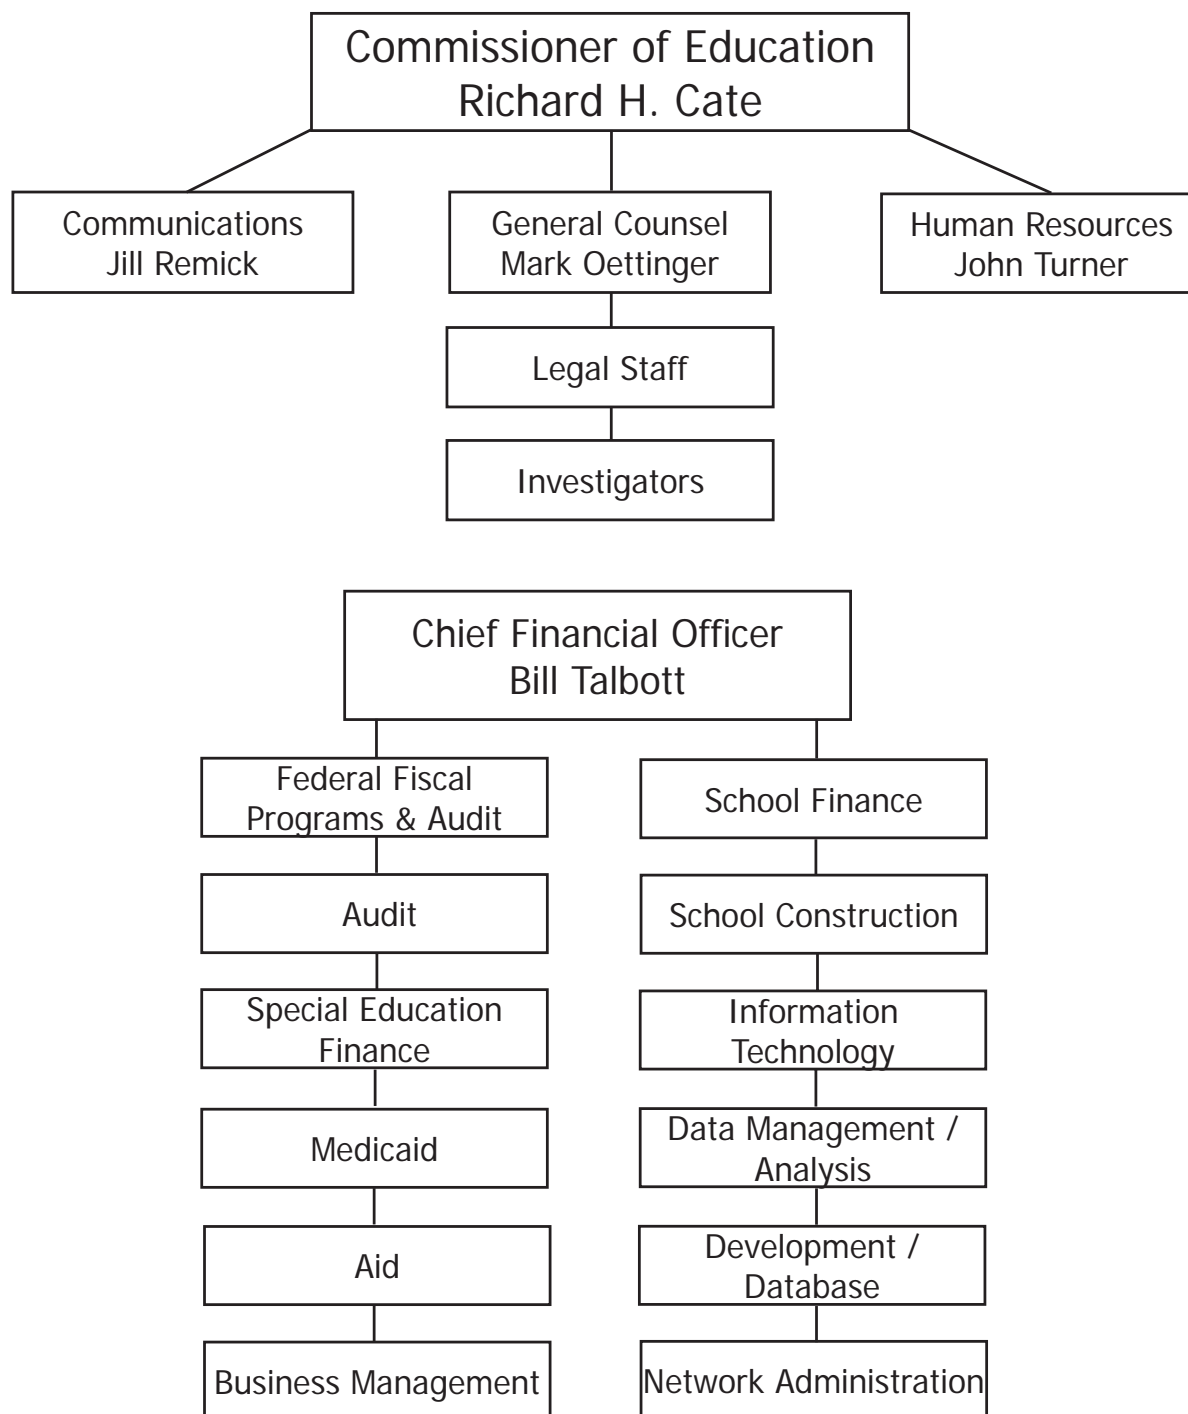 Commissioner of Education
Richard H. Cate
Communications
Jill Remick
General Counsel
Mark Oettinger
Human Resources
John Turner
Legal Staff
Investigators
Chief Financial Officer
Bill Talbott
Federal Fiscal
Programs & Audit
Audit
Special Education
Finance
Medicaid
Aid
Business Management
School Finance
School Construction
Information
Technology
Data Management /
Analysis
Development /
Database
Network Administration